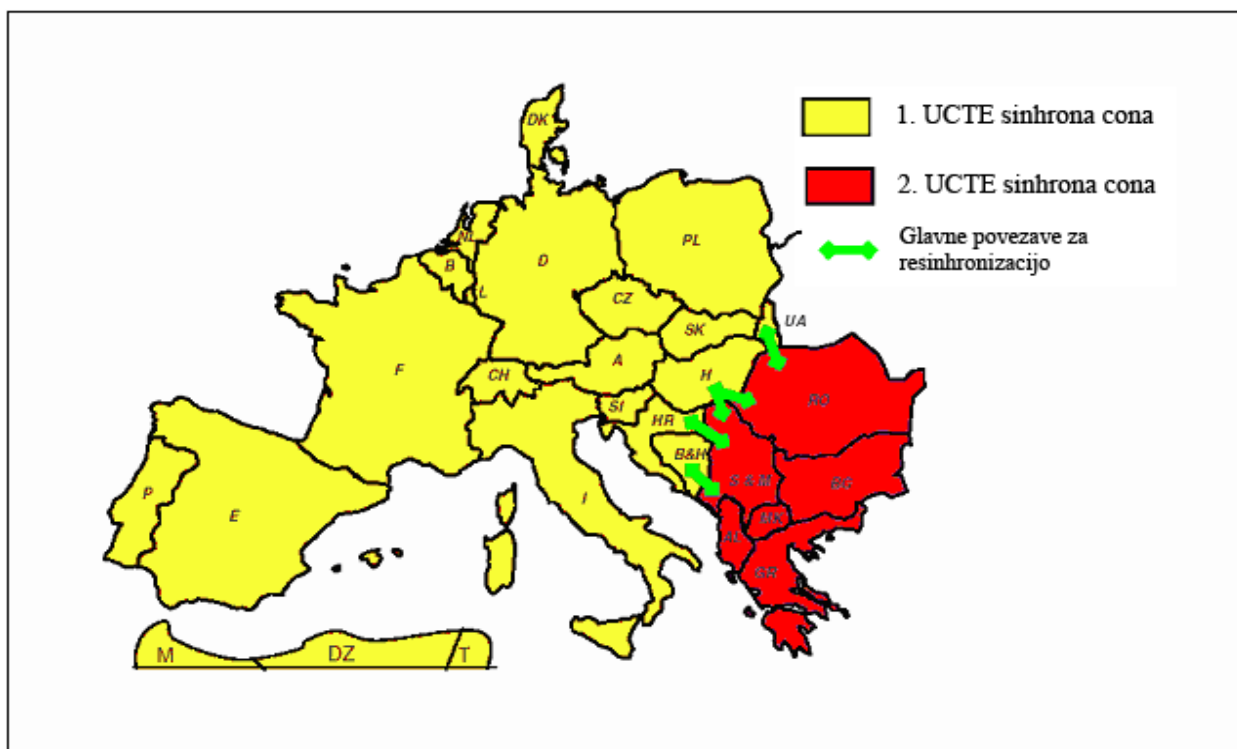 DK
1. UCTE sinhrona cona
2. UCTE sinhrona cona
Glavne povezave za
resinhronizacijo
NL
PL
B
D
L
CZ
UA
SK
F
CH
A
H
SI
RO
HR
B&H
S & M
BG
P
E
I
MK
AL
GR
M
DZ
T